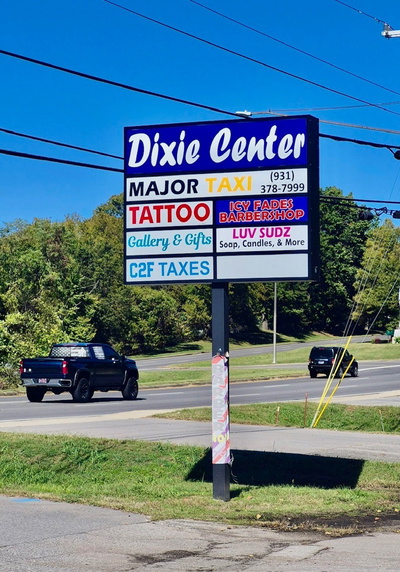 Dixie Center
MAJOR TAXI (931) 378-7999
TATTOO
ICY FADES
BARBERSHOP
Gallery & Gifts
LUV SUDZ
Soap, Candles, & More
C2F TAXES